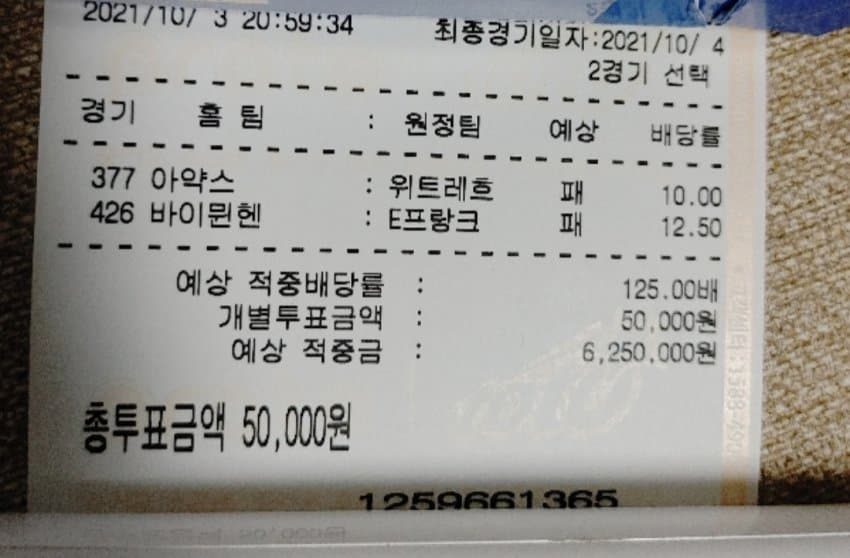 2021/10/ 3 20:59:34
최종경기일자:2021/10/ 4
2경기 선택
경기 홈 팀 : 원정팀 예상 배당률
377 아약스 : 위트레흐 패 10.00
426 바이뮌헨 : E프랑크 패 12.50
예상 적중배당률 : 125.00배
개별투표금액 : 50,000원
예상 적중금 : 6,250,000원
총투표금액 50,000원
1259661365